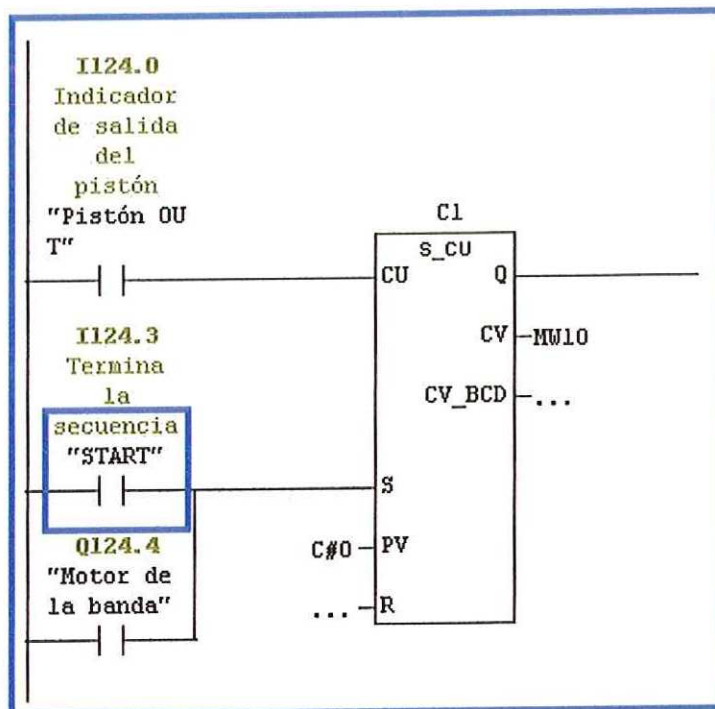 I124.0
Indicador
de salida
del
pistón
"Pistón OU
T"
C1
S_CU
CU
Q
CV
MW10
CV_BCD
...
I124.3
Termina
la
secuencia
"START"
S
Q124.4
"Motor de
la banda"
C#0
PV
...
R